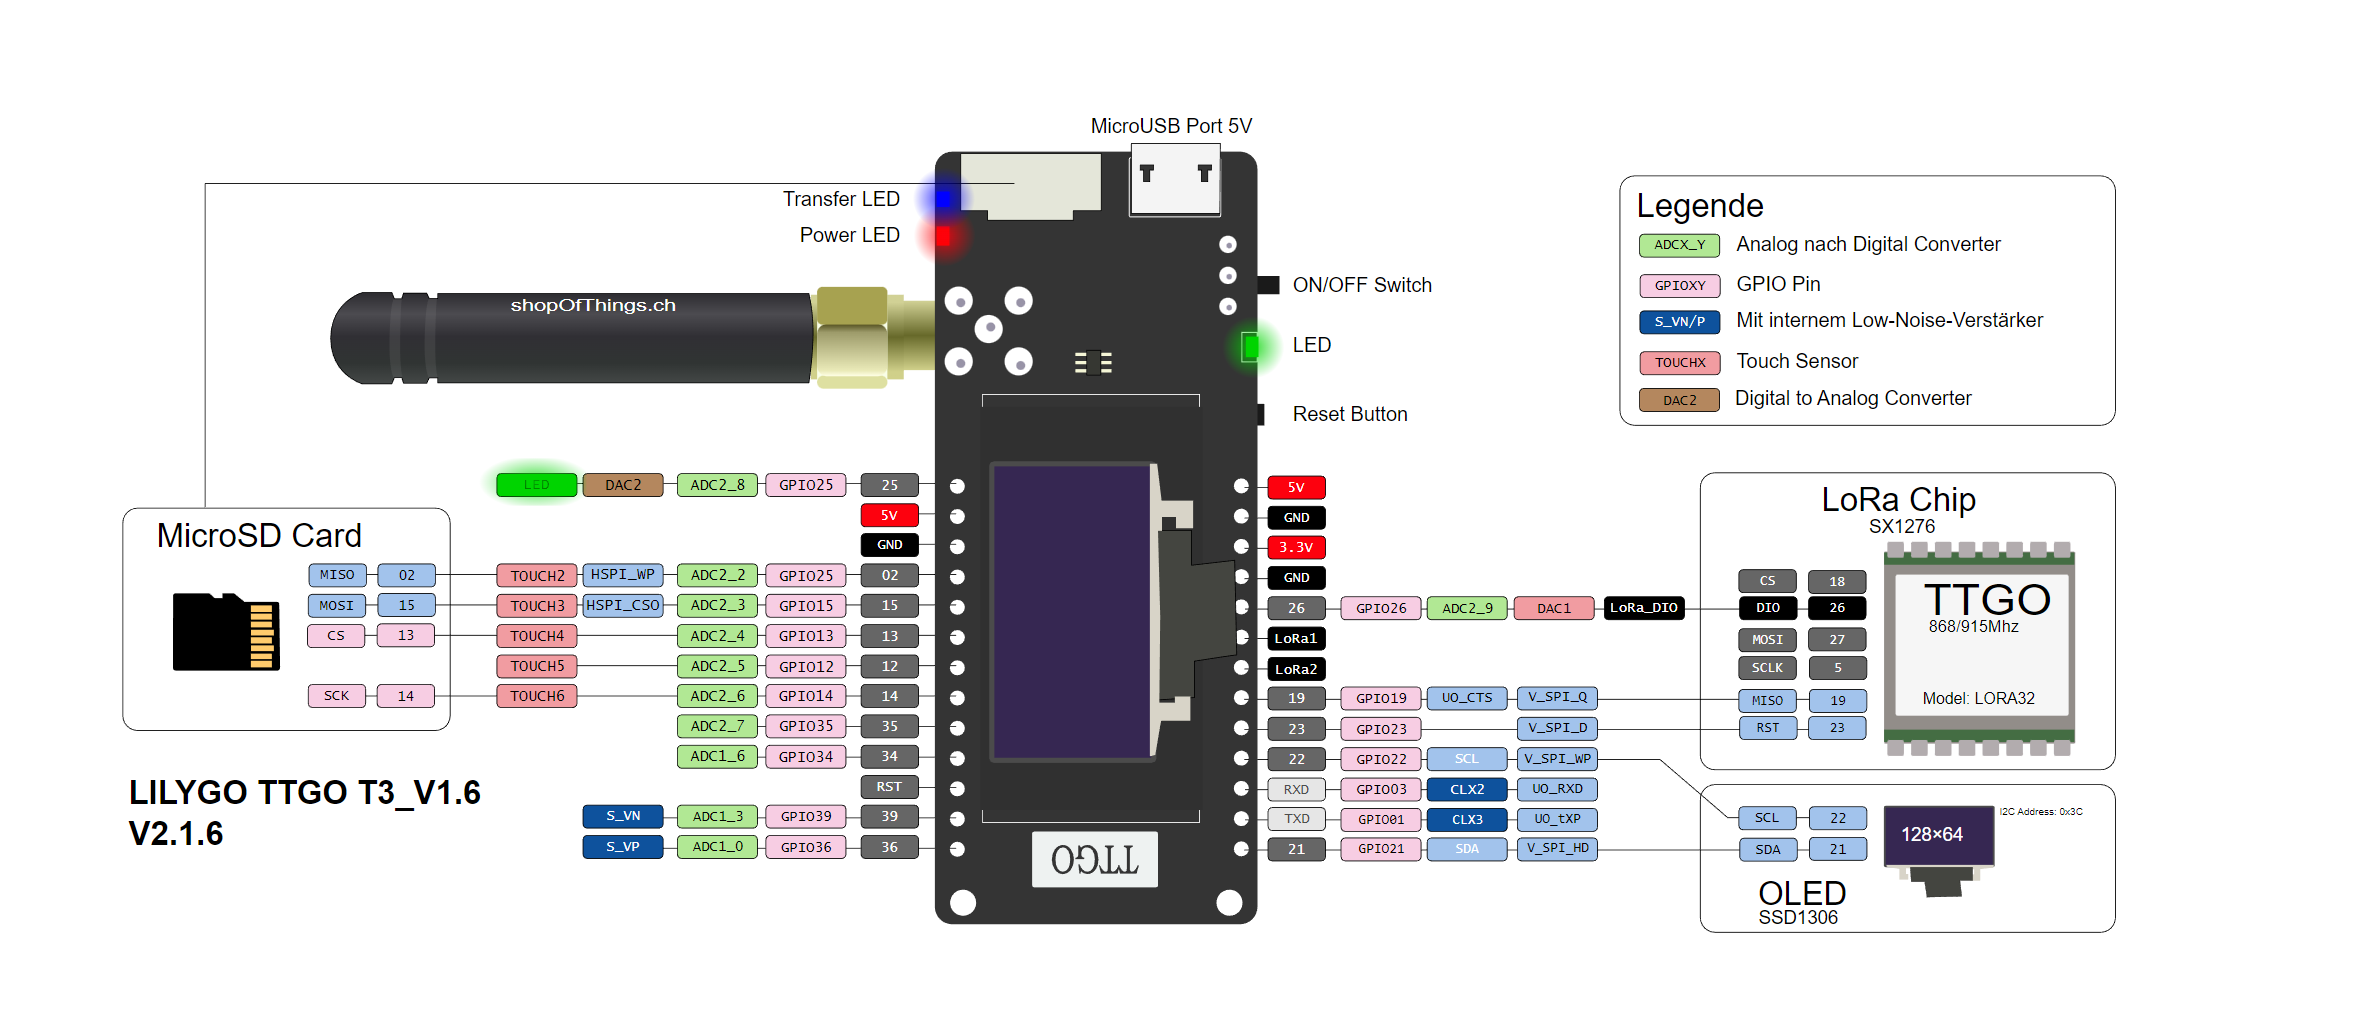 MicroUSB Port 5V
Transfer LED
Power LED
shopOfThings.ch
ON/OFF Switch
LED
Reset Button
Legende
ADCX_Y Analog nach Digital Converter
GPIOXY GPIO Pin
S_VN/P Mit internem Low-Noise-Verstärker
TOUCHX Touch Sensor
DAC2 Digital to Analog Converter
MicroSD Card
MISO 02
MOSI 15
CS 13
SCK 14
LED DAC2 ADC2_8 GPIO25 25
5V
GND
TOUCH2 HSPI_WP ADC2_2 GPIO25 02
TOUCH3 HSPI_CSO ADC2_3 GPIO15 15
TOUCH4 ADC2_4 GPIO13 13
TOUCH5 ADC2_5 GPIO12 12
TOUCH6 ADC2_6 GPIO14 14
ADC2_7 GPIO35 35
ADC1_6 GPIO34 34
RST
S_VN ADC1_3 GPIO39 39
S_VP ADC1_0 GPIO36 36
LILYGO TTGO T3_V1.6
V2.1.6
TTGO
5V
GND
3.3V
GND
26 GPIO26 ADC2_9 DAC1 LoRa_DIO
LoRa1
LoRa2
19 GPIO19 UO_CTS V_SPI_Q
23 GPIO23 V_SPI_D
22 GPIO22 SCL V_SPI_WP
RXD GPIO03 CLX2 UO_RXD
TXD GPIO01 CLX3 UO_tXP
21 GPIO21 SDA V_SPI_HD
LoRa Chip
SX1276
CS 18
DIO 26
MOSI 27
SCLK 5
MISO 19
RST 23
TTGO
868/915Mhz
Model: LORA32
SCL 22
SDA 21
128×64
I2C Address: 0x3C
OLED
SSD1306